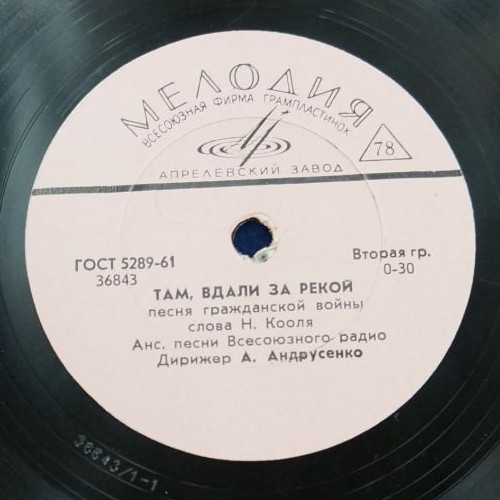 МЕЛОДИЯ
ВСЕСОЮЗНАЯ ФИРМА ГРАМПЛАСТИНОК
78
АПРЕЛЕВСКИЙ ЗАВОД
ГОСТ 5289-61
36843
Вторая гр.
0-30
ТАМ, ВДАЛИ ЗА РЕКОЙ
песня гражданской войны
слова Н. Кооля
Анс. песни Всесоюзного радио
Дирижер А. Андрусенко
36843/1-1